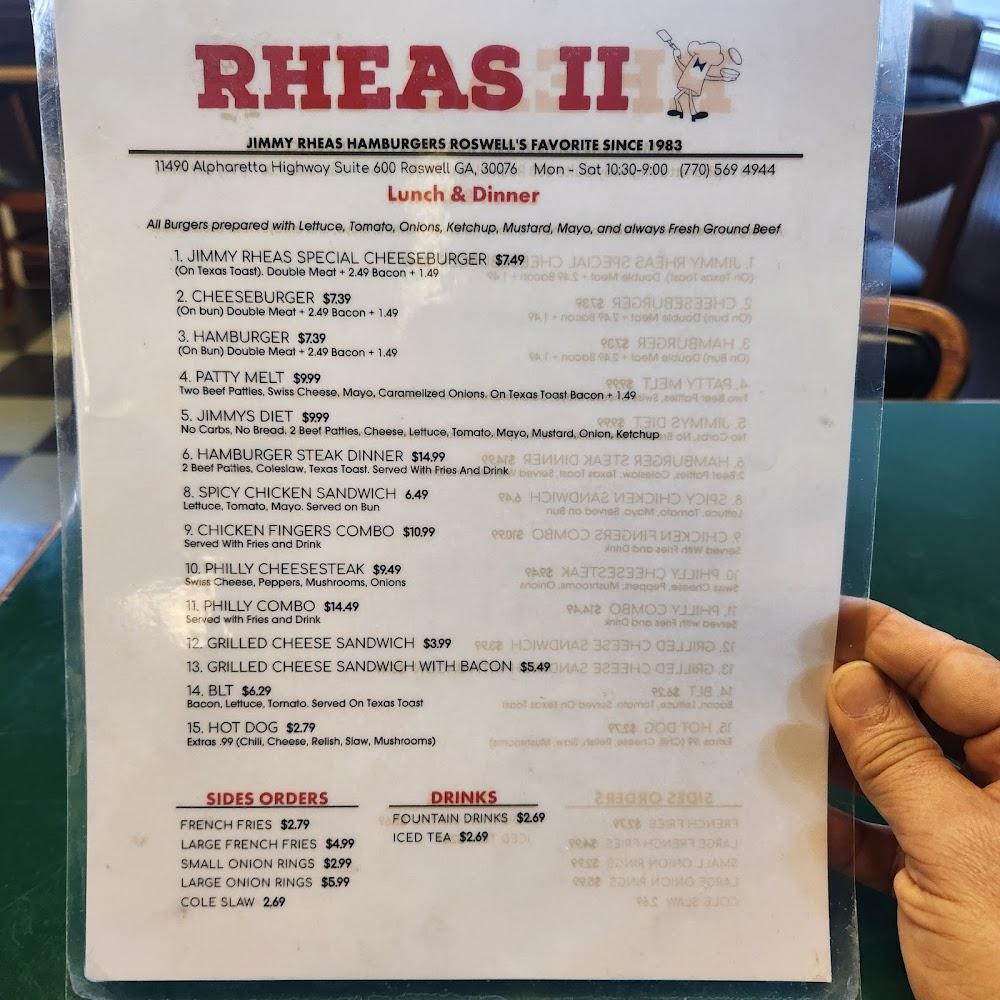 RHEAS II
JIMMY RHEAS HAMBURGERS ROSWELL'S FAVORITE SINCE 1983
11490 Alpharetta Highway Suite 600 Roswell GA, 30076 Mon - Sat 10:30-9:00 (770) 569 4944
Lunch & Dinner
All Burgers prepared with Lettuce, Tomato, Onions, Ketchup, Mustard, Mayo, and always Fresh Ground Beef
1. JIMMY RHEAS SPECIAL CHEESEBURGER $7.49
(On Texas Toast). Double Meat + 2.49 Bacon + 1.49
2. CHEESEBURGER $7.39
(On bun) Double Meat + 2.49 Bacon + 1.49
3. HAMBURGER $7.39
(On Bun) Double Meat + 2.49 Bacon + 1.49
4. PATTY MELT $9.99
Two Beef Patties, Swiss Cheese, Mayo, Caramelized Onions. On Texas Toast Bacon + 1.49
5. JIMMYS DIET $9.99
No Carbs, No Bread. 2 Beef Patties, Cheese, Lettuce, Tomato, Mayo, Mustard, Onion, Ketchup
6. HAMBURGER STEAK DINNER $14.99
2 Beef Patties, Coleslaw, Texas Toast. Served With Fries And Drink
8. SPICY CHICKEN SANDWICH 6.49
Lettuce, Tomato, Mayo. Served on Bun
9. CHICKEN FINGERS COMBO $10.99
Served With Fries and Drink
10. PHILLY CHEESESTEAK $9.49
Swiss Cheese, Peppers, Mushrooms, Onions
11. PHILLY COMBO $14.49
Served with Fries and Drink
12. GRILLED CHEESE SANDWICH $3.99
13. GRILLED CHEESE SANDWICH WITH BACON $5.49
14. BLT $6.29
Bacon, Lettuce, Tomato. Served On Texas Toast
15. HOT DOG $2.79
Extras .99 (Chili, Cheese, Relish, Slaw, Mushrooms)
SIDES ORDERS
FRENCH FRIES $2.79
LARGE FRENCH FRIES $4.99
SMALL ONION RINGS $2.99
LARGE ONION RINGS $5.99
COLE SLAW 2.69
DRINKS
FOUNTAIN DRINKS $2.69
ICED TEA $2.69